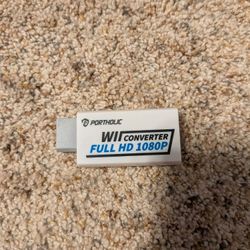 PORTHOLIC
WII CONVERTER
FULL HD 1080P